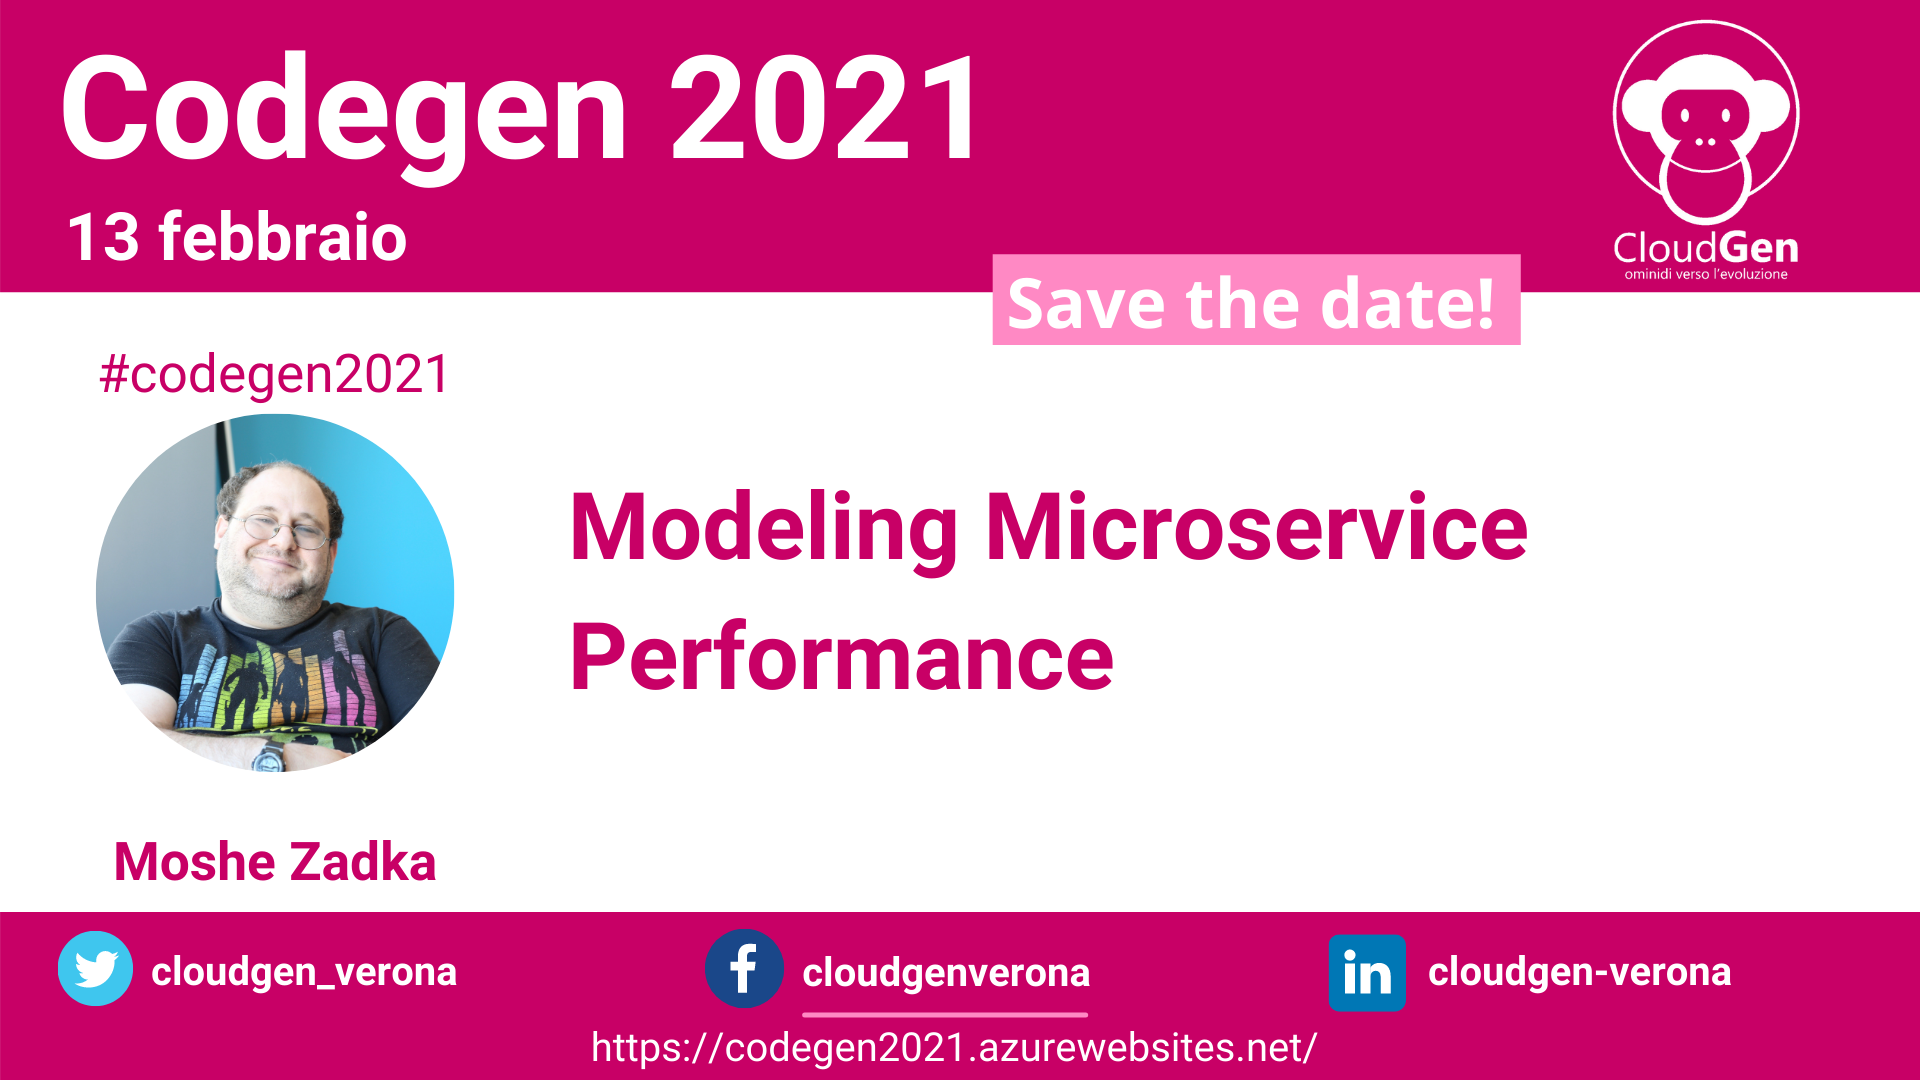 Codegen 2021
13 febbraio
CloudGen
ominidi verso l'evoluzione
Save the date!
#codegen2021
Modeling Microservice
Performance
Moshe Zadka
cloudgen_verona
cloudgenverona
cloudgen-verona
https://codegen2021.azurewebsites.net/